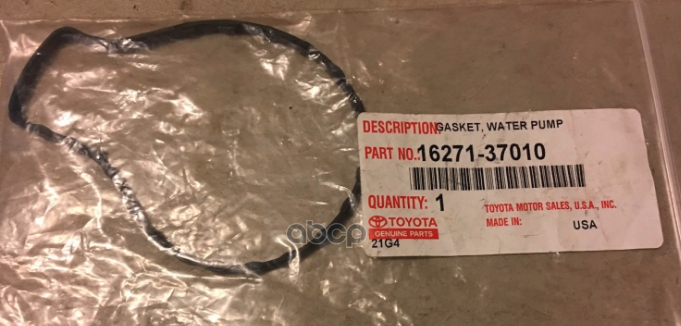 DESCRIPTION: GASKET, WATER PUMP
PART NO.: 16271-37010
QUANTITY: 1
TOYOTA MOTOR SALES, U.S.A., INC.
TOYOTA
MADE IN: USA
GENUINE PARTS
21G4
abcp